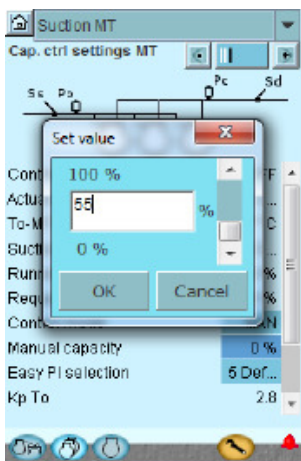 Suction MT
Cap. ctrl settings MT
Pc Sd
Ss Po
Set value
100 %
55 %
0 %
OK Cancel
Manual capacity 0 %
Easy PI selection 5 Def...
Kp To 2.8